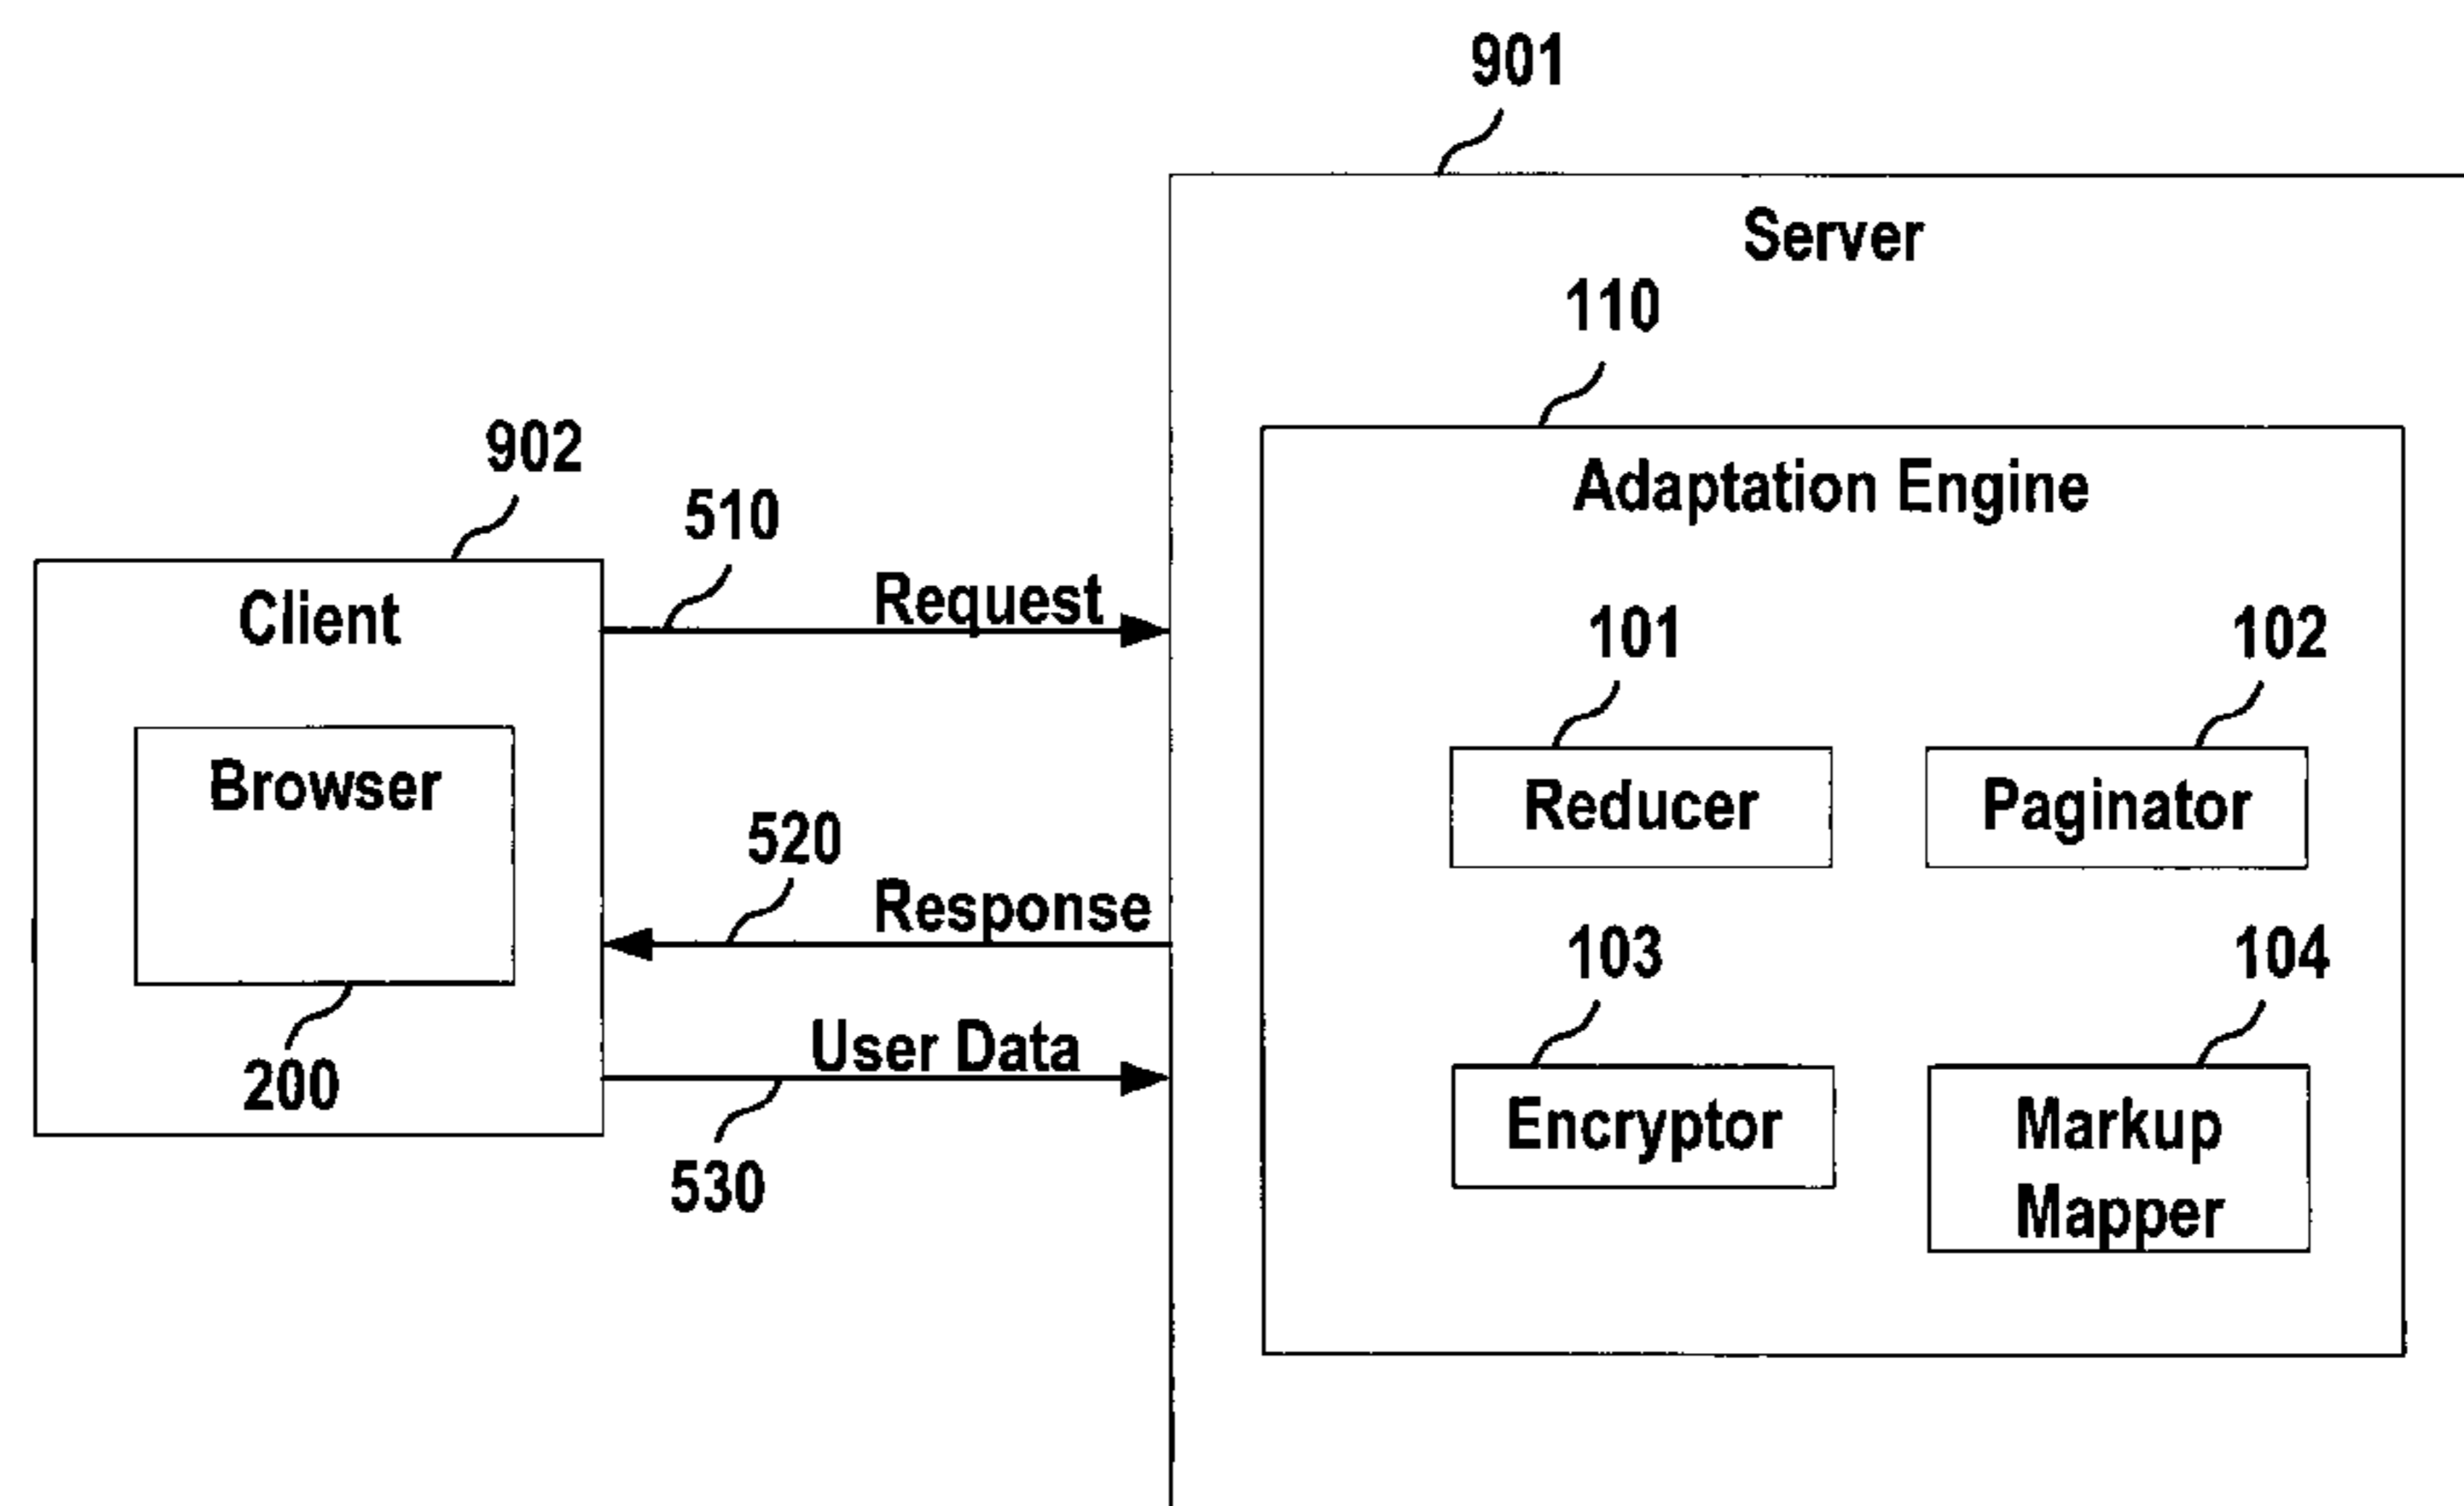 901
Server
110
902
510
Adaptation Engine
Request
Client
101
102
Browser
Reducer
Paginator
520
Response
103
104
User Data
200
Encryptor
Markup
Mapper
530